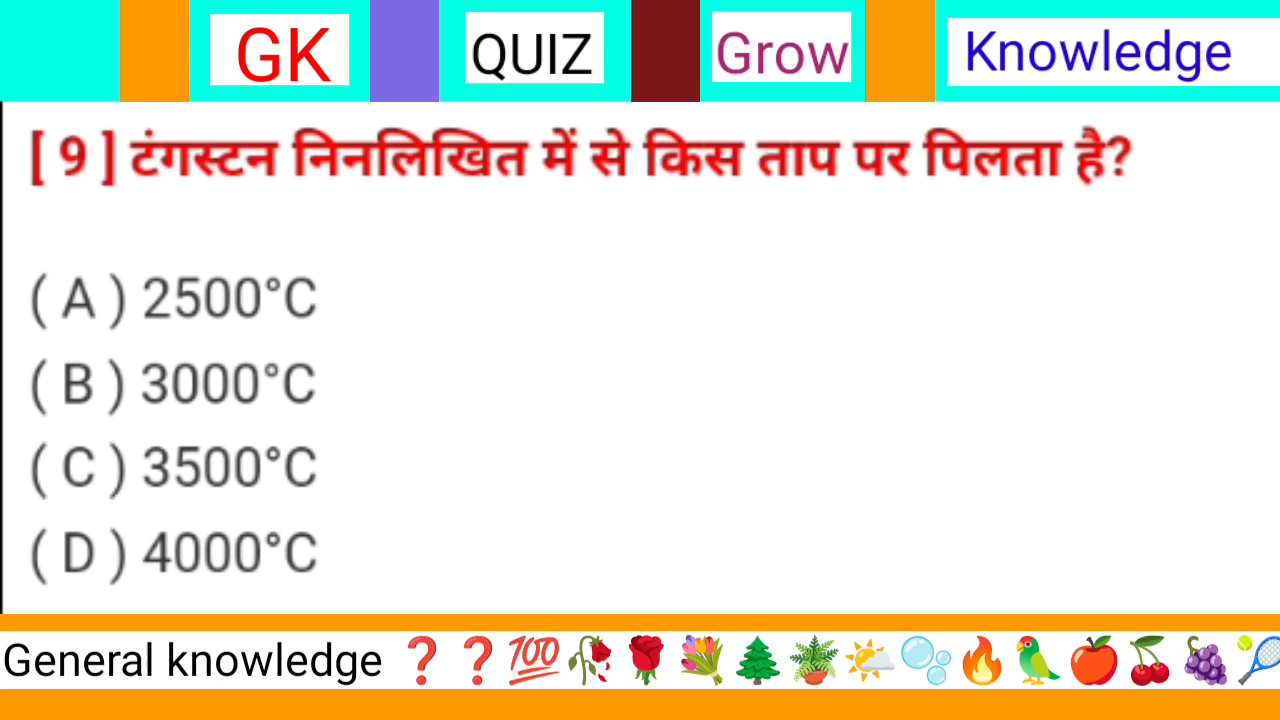 GK QUIZ Grow Knowledge
[ 9 ] टंगस्टन निनलिखित में से किस ताप पर पिलता है?
( A ) 2500°C
( B ) 3000°C
( C ) 3500°C
( D ) 4000°C
General knowledge ❓❓💯🥀🌹💐🌲🪴🌤️🫧🔥🦜🍎🍒🍇🎾